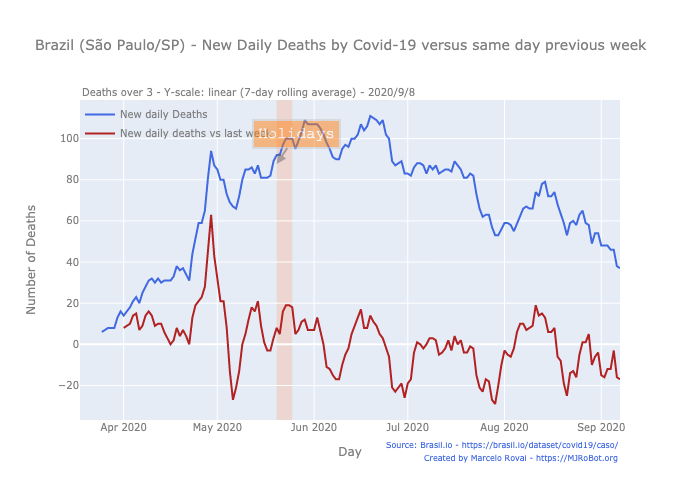 Brazil (São Paulo/SP) - New Daily Deaths by Covid-19 versus same day previous week
Deaths over 3 - Y-scale: linear (7-day rolling average) - 2020/9/8
New daily Deaths
New daily deaths vs last week
Holidays
Number of Deaths
100
80
60
40
20
0
−20
Apr 2020
May 2020
Jun 2020
Jul 2020
Aug 2020
Sep 2020
Day
Source: Brasil.io - https://brasil.io/dataset/covid19/caso/
Created by Marcelo Rovai - https://MJRoBot.org